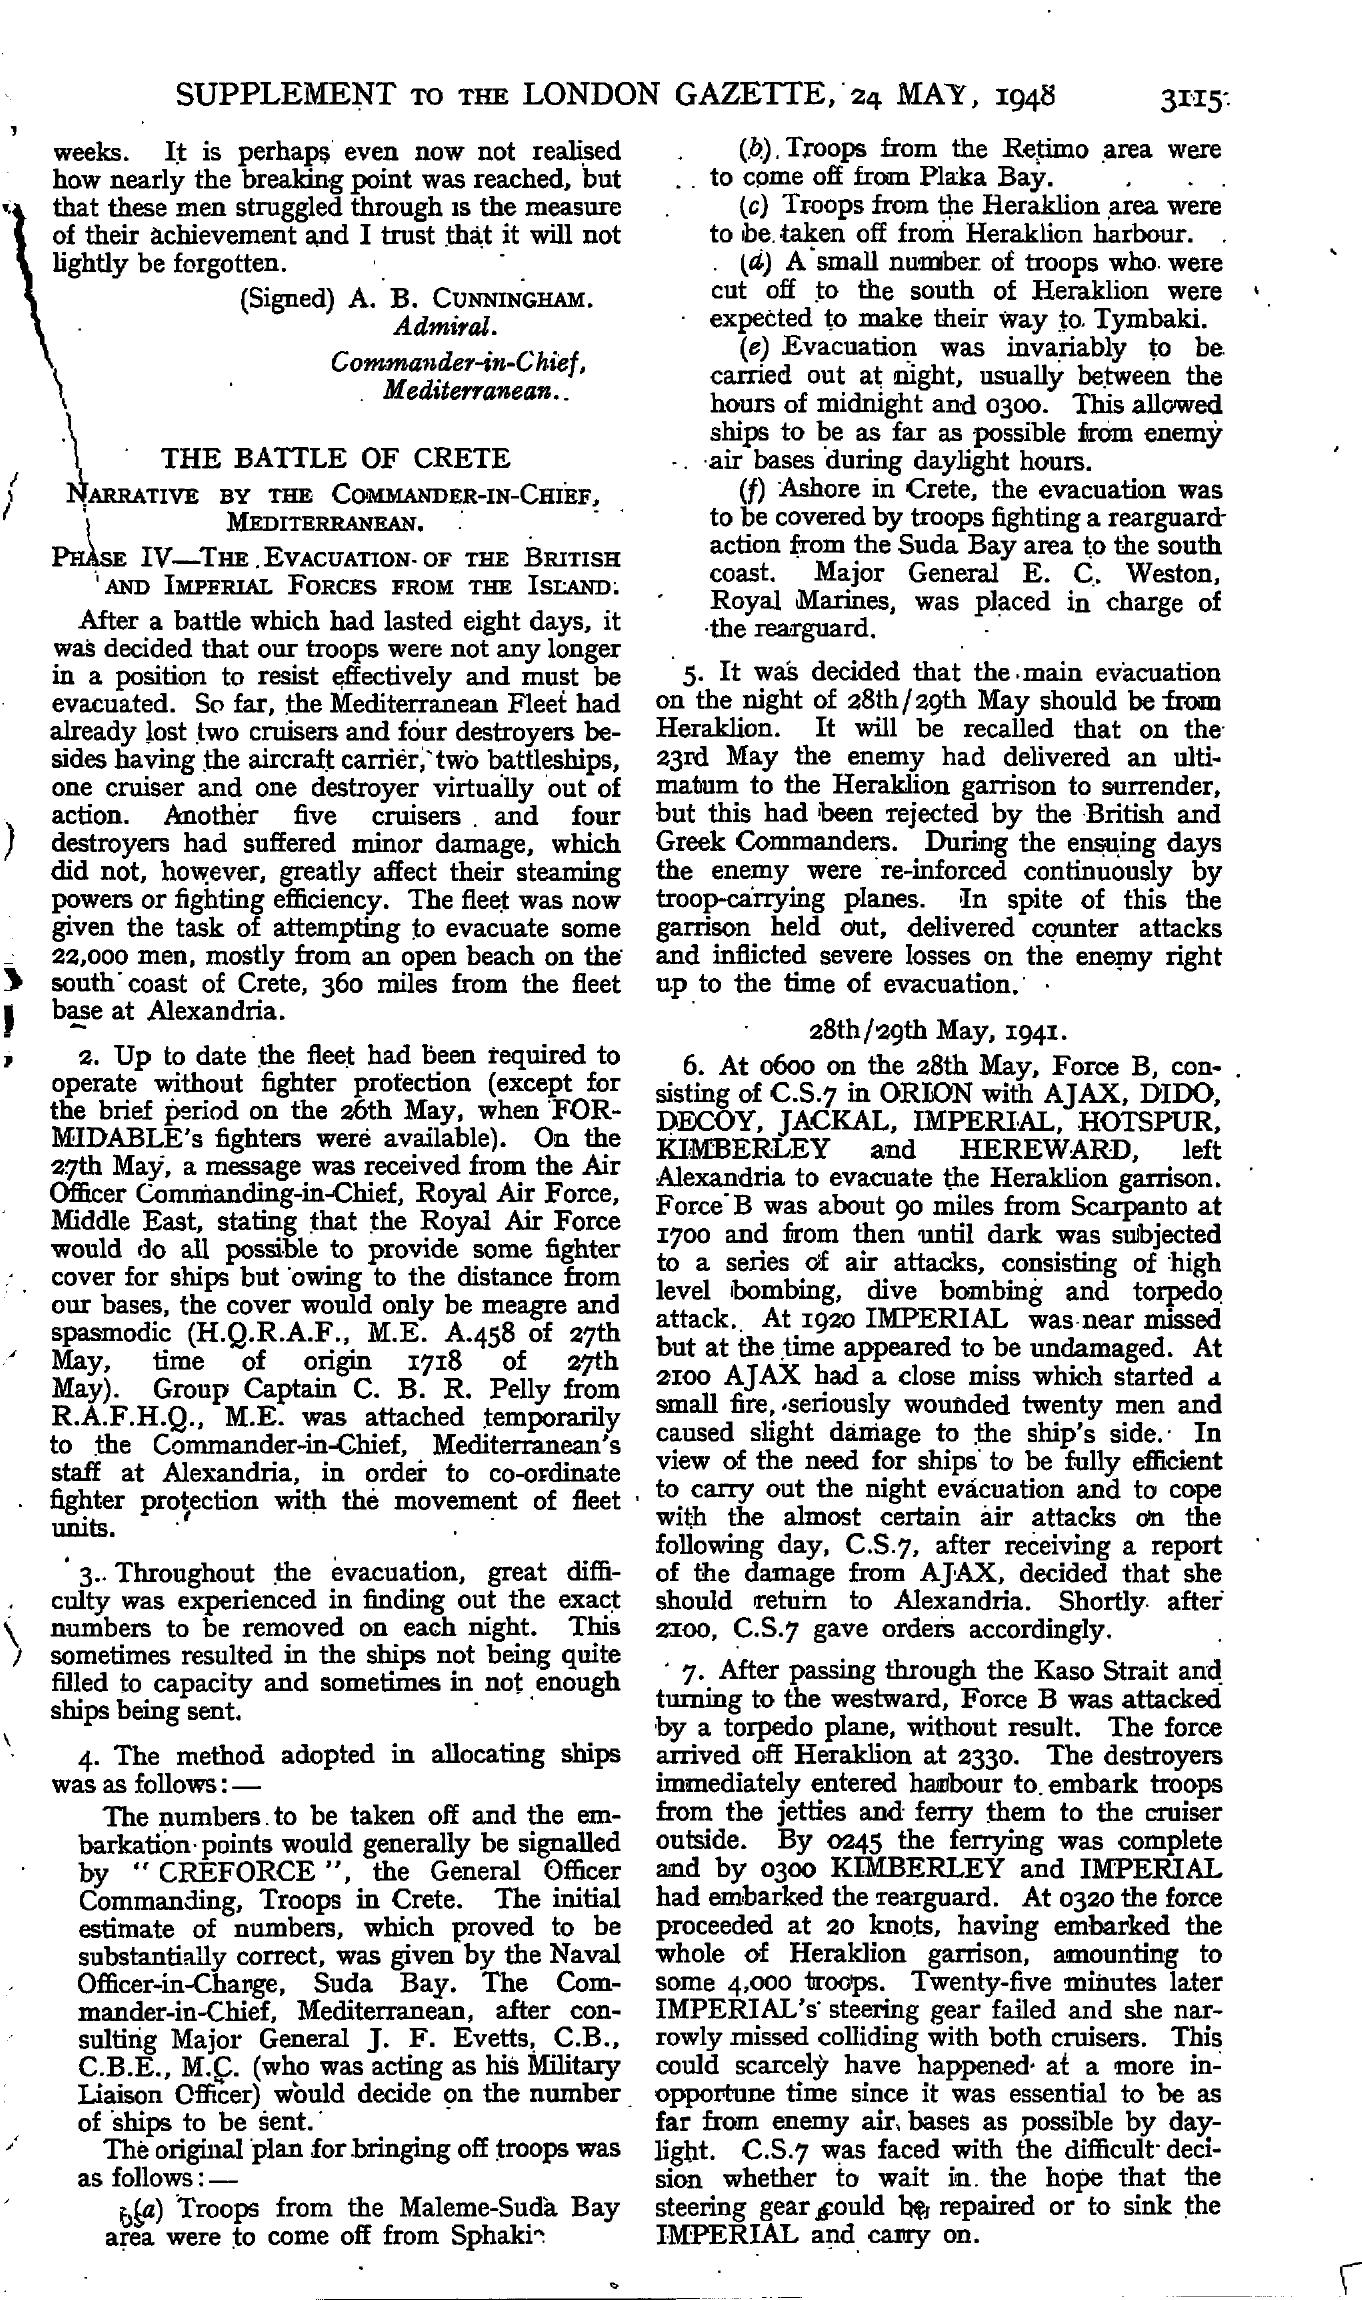 SUPPLEMENT TO THE LONDON GAZETTE, 24 MAY, 1948 3115
weeks. It is perhaps even now not realised
how nearly the breaking point was reached, but
that these men struggled through is the measure
of their achievement and I trust that it will not
lightly be forgotten.
(Signed) A. B. CUNNINGHAM.
Admiral.
Commander-in-Chief,
Mediterranean.
THE BATTLE OF CRETE
NARRATIVE BY THE COMMANDER-IN-CHIEF,
MEDITERRANEAN.
PHASE IV—THE EVACUATION OF THE BRITISH
AND IMPERIAL FORCES FROM THE ISLAND.
After a battle which had lasted eight days, it
was decided that our troops were not any longer
in a position to resist effectively and must be
evacuated. So far, the Mediterranean Fleet had
already lost two cruisers and four destroyers be-
sides having the aircraft carrier, two battleships,
one cruiser and one destroyer virtually out of
action. Another five cruisers and four
destroyers had suffered minor damage, which
did not, however, greatly affect their steaming
powers or fighting efficiency. The fleet was now
given the task of attempting to evacuate some
22,000 men, mostly from an open beach on the
south coast of Crete, 360 miles from the fleet
base at Alexandria.
2. Up to date the fleet had been required to
operate without fighter protection (except for
the brief period on the 26th May, when FOR-
MIDABLE's fighters were available). On the
27th May, a message was received from the Air
Officer Commanding-in-Chief, Royal Air Force,
Middle East, stating that the Royal Air Force
would do all possible to provide some fighter
cover for ships but owing to the distance from
our bases, the cover would only be meagre and
spasmodic (H.Q.R.A.F., M.E. A.458 of 27th
May, time of origin 1718 of 27th
May). Group Captain C. B. R. Pelly from
R.A.F.H.Q., M.E. was attached temporarily
to the Commander-in-Chief, Mediterranean's
staff at Alexandria, in order to co-ordinate
fighter protection with the movement of fleet
units.
3. Throughout the evacuation, great diffi-
culty was experienced in finding out the exact
numbers to be removed on each night. This
sometimes resulted in the ships not being quite
filled to capacity and sometimes in not enough
ships being sent.
4. The method adopted in allocating ships
was as follows:—
The numbers to be taken off and the em-
barkation points would generally be signalled
by "CREFORCE", the General Officer
Commanding, Troops in Crete. The initial
estimate of numbers, which proved to be
substantially correct, was given by the Naval
Officer-in-Charge, Suda Bay. The Com-
mander-in-Chief, Mediterranean, after con-
sulting Major General J. F. Evetts, C.B.,
C.B.E., M.C. (who was acting as his Military
Liaison Officer) would decide on the number
of ships to be sent.
The original plan for bringing off troops was
as follows:—
(a) Troops from the Maleme-Suda Bay
area were to come off from Sphakia.
(b) Troops from the Retimo area were
to come off from Plaka Bay.
(c) Troops from the Heraklion area were
to be taken off from Heraklion harbour.
(d) A small number of troops who were
cut off to the south of Heraklion were
expected to make their way to Tymbaki.
(e) Evacuation was invariably to be
carried out at night, usually between the
hours of midnight and 0300. This allowed
ships to be as far as possible from enemy
air bases during daylight hours.
(f) Ashore in Crete, the evacuation was
to be covered by troops fighting a rearguard
action from the Suda Bay area to the south
coast. Major General E. C. Weston,
Royal Marines, was placed in charge of
the rearguard.
5. It was decided that the main evacuation
on the night of 28th/29th May should be from
Heraklion. It will be recalled that on the
23rd May the enemy had delivered an ulti-
matum to the Heraklion garrison to surrender,
but this had been rejected by the British and
Greek Commanders. During the ensuing days
the enemy were re-inforced continuously by
troop-carrying planes. In spite of this the
garrison held out, delivered counter attacks
and inflicted severe losses on the enemy right
up to the time of evacuation.
28th/29th May, 1941.
6. At 0600 on the 28th May, Force B, con-
sisting of C.S.7 in ORION with AJAX, DIDO,
DECOY, JACKAL, IMPERIAL, HOTSPUR,
KIMBERLEY and HEREWARD, left
Alexandria to evacuate the Heraklion garrison.
Force B was about 90 miles from Scarpanto at
1700 and from then until dark was subjected
to a series of air attacks, consisting of high
level bombing, dive bombing and torpedo
attack. At 1920 IMPERIAL was near missed
but at the time appeared to be undamaged. At
2100 AJAX had a close miss which started a
small fire, seriously wounded twenty men and
caused slight damage to the ship's side. In
view of the need for ships to be fully efficient
to carry out the night evacuation and to cope
with the almost certain air attacks on the
following day, C.S.7, after receiving a report
of the damage from AJAX, decided that she
should return to Alexandria. Shortly after
2100, C.S.7 gave orders accordingly.
7. After passing through the Kaso Strait and
turning to the westward, Force B was attacked
by a torpedo plane, without result. The force
arrived off Heraklion at 2330. The destroyers
immediately entered harbour to embark troops
from the jetties and ferry them to the cruiser
outside. By 0245 the ferrying was complete
and by 0300 KIMBERLEY and IMPERIAL
had embarked the rearguard. At 0320 the force
proceeded at 20 knots, having embarked the
whole of Heraklion garrison, amounting to
some 4,000 troops. Twenty-five minutes later
IMPERIAL's steering gear failed and she nar-
rowly missed colliding with both cruisers. This
could scarcely have happened at a more in-
opportune time since it was essential to be as
far from enemy air bases as possible by day-
light. C.S.7 was faced with the difficult deci-
sion whether to wait in the hope that the
steering gear could be repaired or to sink the
IMPERIAL and carry on.